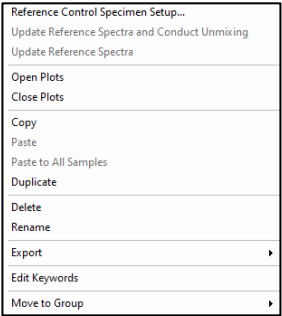 Reference Control Specimen Setup...
Update Reference Spectra and Conduct Unmixing
Update Reference Spectra
Open Plots
Close Plots
Copy
Paste
Paste to All Samples
Duplicate
Delete
Rename
Export
Edit Keywords
Move to Group